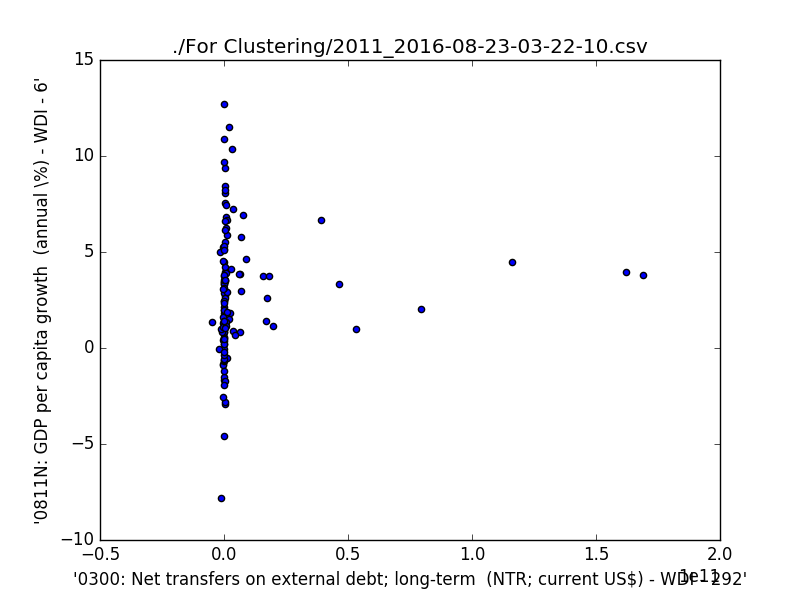 ./For Clustering/2011_2016-08-23-03-22-10.csv
15
10
5
0
−5
−10
'0811N: GDP per capita growth (annual \%) - WDI - 6'
−0.5 0.0 0.5 1.0 1.5 2.0
1e11
'0300: Net transfers on external debt; long-term (NTR; current US$) - WDI - 292'